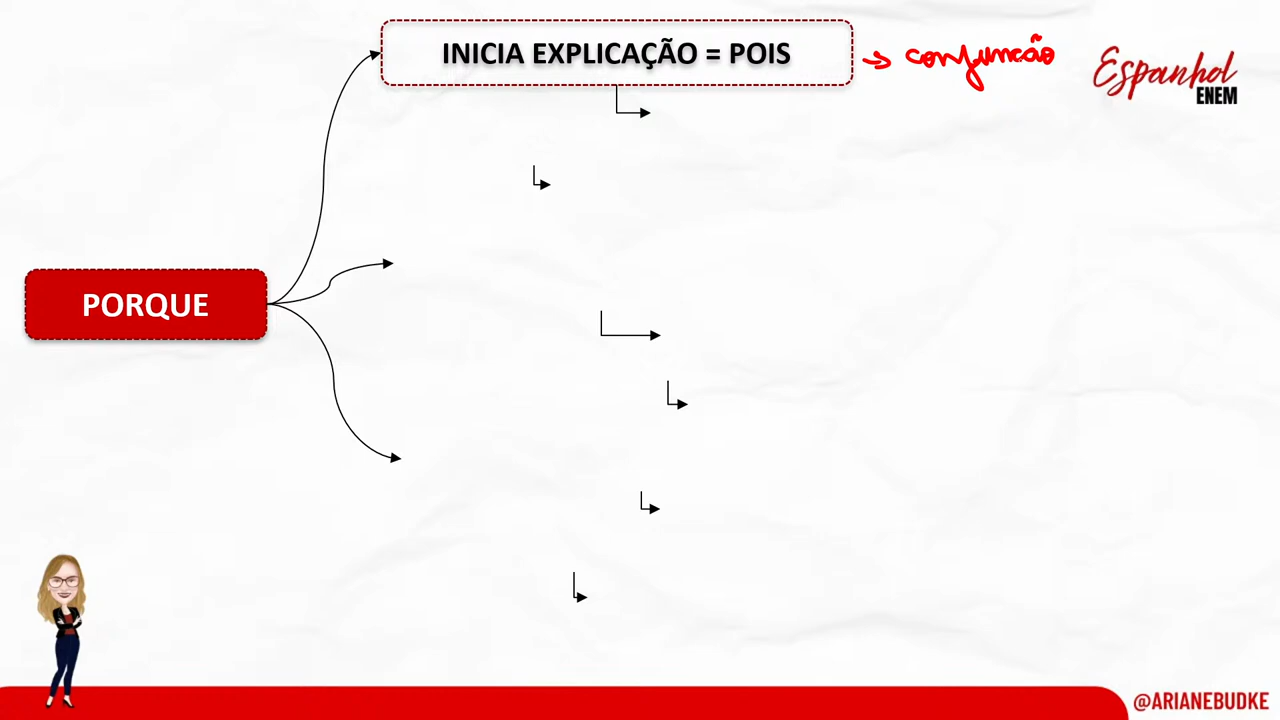 INICIA EXPLICAÇÃO = POIS
→ conjunção
Espanhol
ENEM
PORQUE
@ARIANEBUDKE